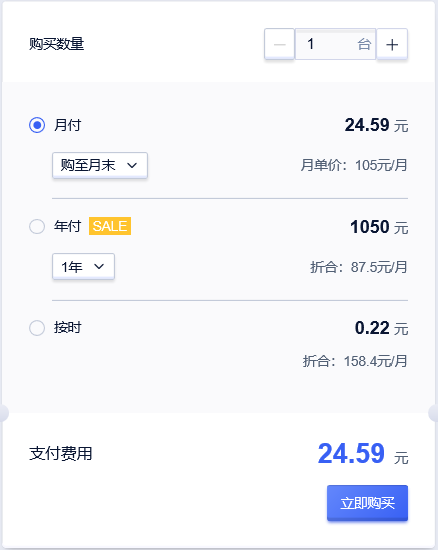 购买数量 1 台
月付 24.59 元
购至月末 月单价：105元/月
年付 SALE 1050 元
1年 折合：87.5元/月
按时 0.22 元
折合：158.4元/月
支付费用 24.59 元
立即购买